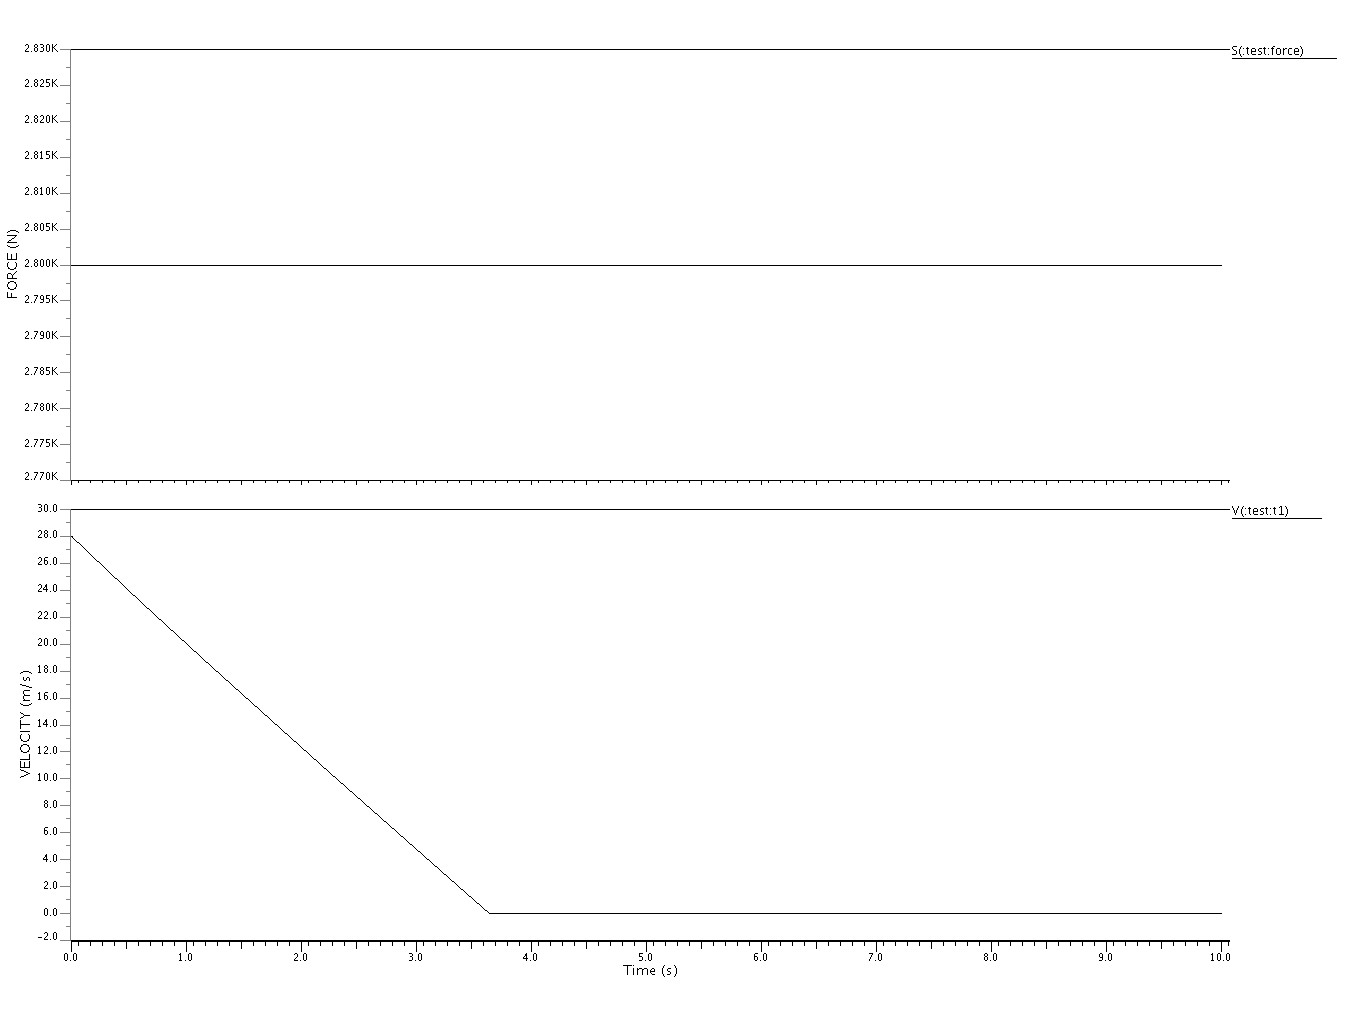 2.830K
S(:test:force)
2.825K
2.820K
2.815K
2.810K
2.805K
FORCE (N)
2.800K
2.795K
2.790K
2.785K
2.780K
2.775K
2.770K
30.0
V(:test:t1)
28.0
26.0
24.0
22.0
20.0
18.0
VELOCITY (m/s)
16.0
14.0
12.0
10.0
8.0
6.0
4.0
2.0
0.0
−2.0
0.0 1.0 2.0 3.0 4.0 5.0 6.0 7.0 8.0 9.0 10.0
Time (s)